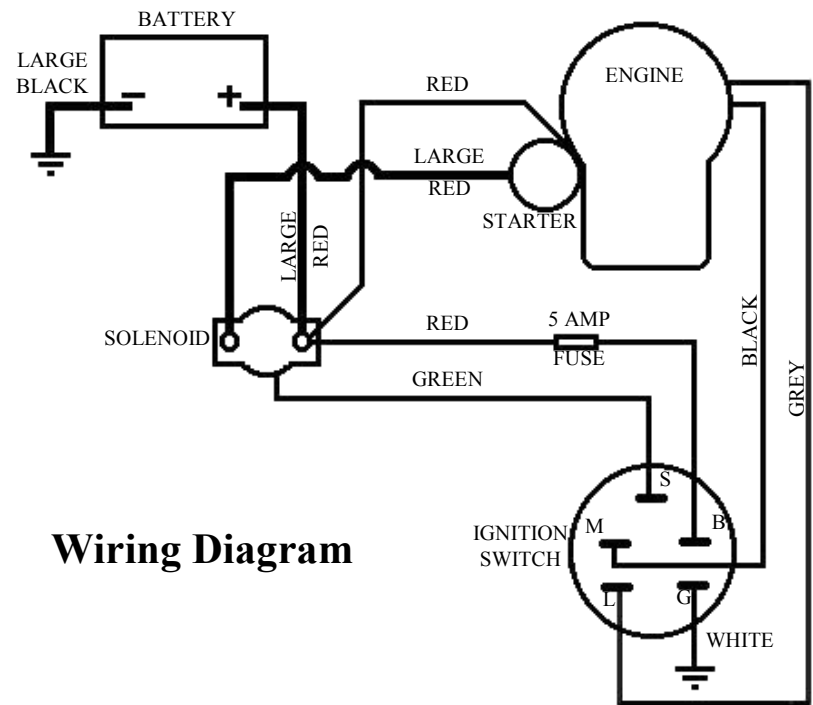 BATTERY
LARGE
BLACK
− +
ENGINE
RED
LARGE
RED
STARTER
LARGE
RED
SOLENOID
RED
5 AMP
FUSE
GREEN
BLACK
GREY
S
M
B
IGNITION
SWITCH
L
G
WHITE
Wiring Diagram